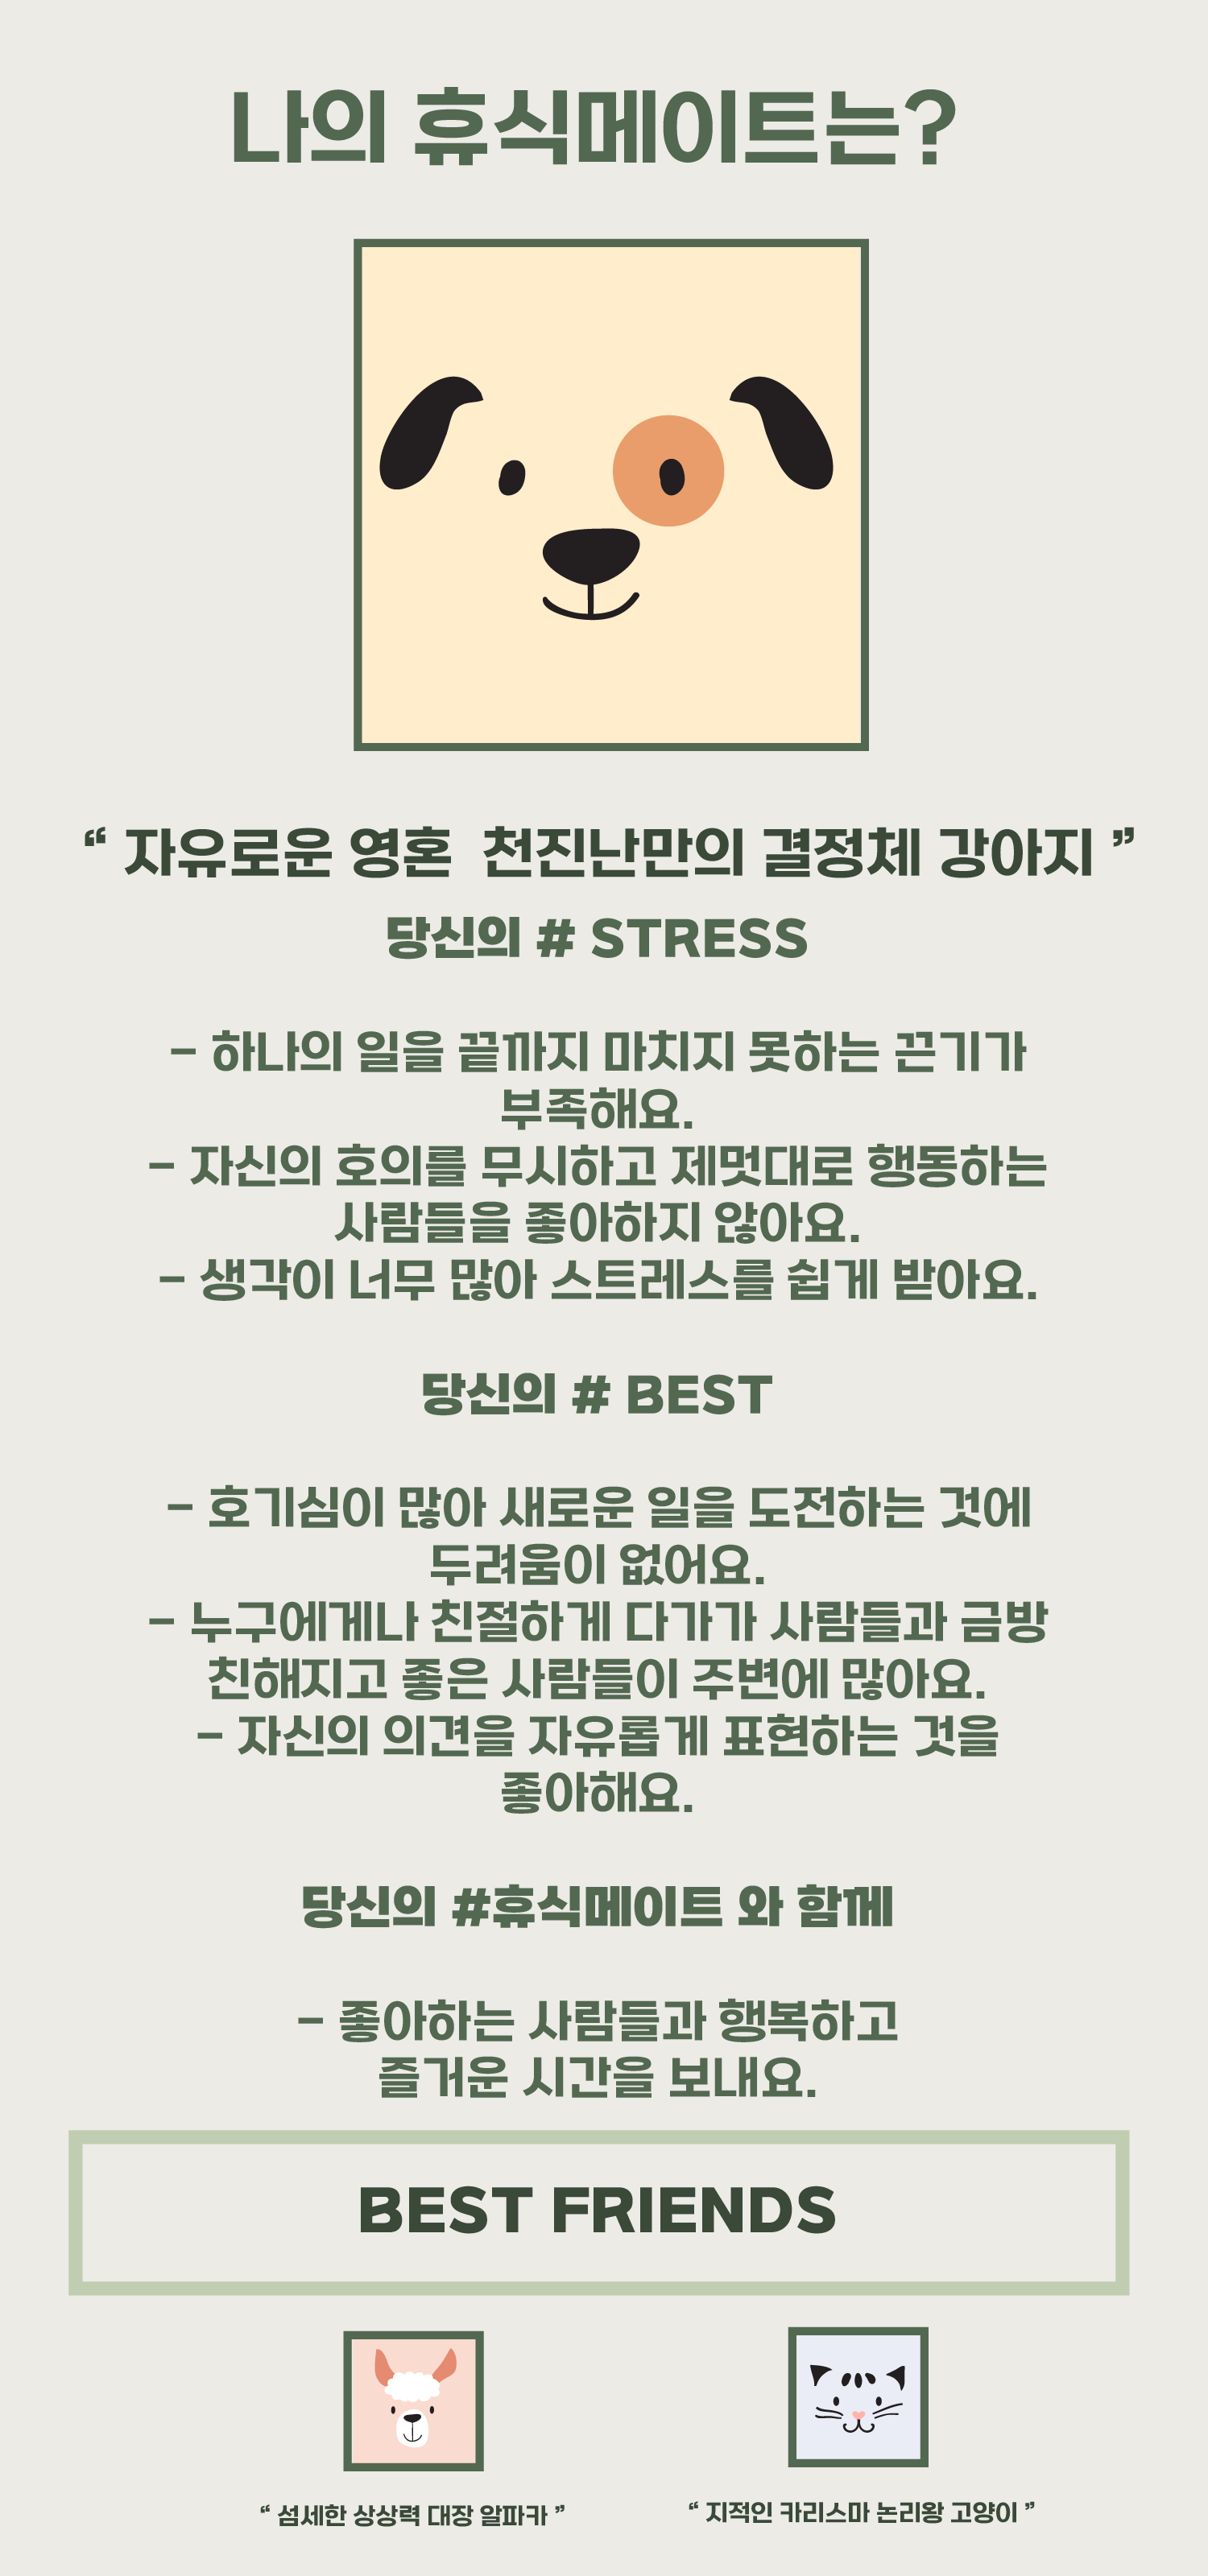 나의 휴식메이트는?
“ 자유로운 영혼 천진난만의 결정체 강아지 ”
당신의 # STRESS
- 하나의 일을 끝까지 마치지 못하는 끈기가
부족해요.
- 자신의 호의를 무시하고 제멋대로 행동하는
사람들을 좋아하지 않아요.
- 생각이 너무 많아 스트레스를 쉽게 받아요.
당신의 # BEST
- 호기심이 많아 새로운 일을 도전하는 것에
두려움이 없어요.
- 누구에게나 친절하게 다가가 사람들과 금방
친해지고 좋은 사람들이 주변에 많아요.
- 자신의 의견을 자유롭게 표현하는 것을
좋아해요.
당신의 #휴식메이트 와 함께
- 좋아하는 사람들과 행복하고
즐거운 시간을 보내요.
BEST FRIENDS
“ 섬세한 상상력 대장 알파카 ”
“ 지적인 카리스마 논리왕 고양이 ”